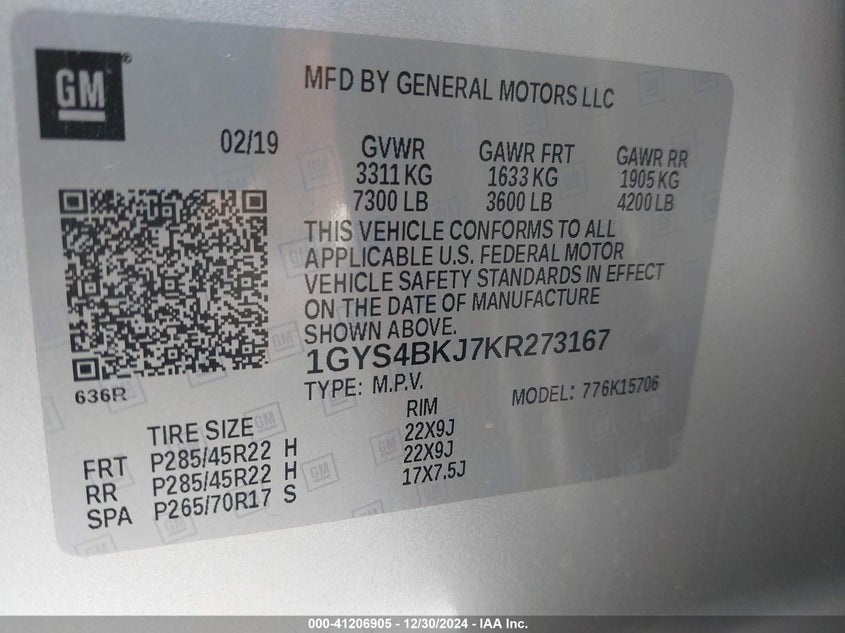 GM ®
MFD BY GENERAL MOTORS LLC
02/19
GVWR GAWR FRT GAWR RR
3311 KG 1633 KG 1905 KG
7300 LB 3600 LB 4200 LB
THIS VEHICLE CONFORMS TO ALL
APPLICABLE U.S. FEDERAL MOTOR
VEHICLE SAFETY STANDARDS IN EFFECT
ON THE DATE OF MANUFACTURE
SHOWN ABOVE.
1GYS4BKJ7KR273167
636R
TYPE: M.P.V. MODEL: 776K15706
TIRE SIZE RIM
FRT P285/45R22 H 22X9J
RR P285/45R22 H 22X9J
SPA P265/70R17 S 17X7.5J
000-41206905 - 12/30/2024 - IAA Inc.